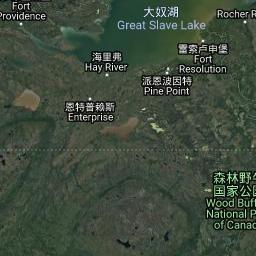 Fort
Providence
大奴湖
Great Slave Lake
Rocher R
海里弗
Hay River
雷索卢申堡
Fort
Resolution
派恩波因特
Pine Point
恩特普赖斯
Enterprise
森林野牛
国家公园
Wood Buff
National P
of Canad